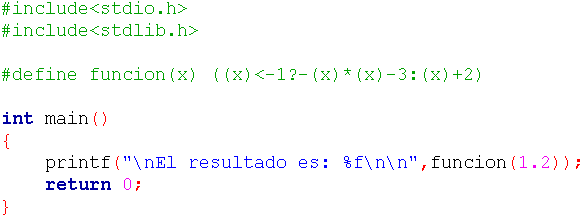 #include<stdio.h>
#include<stdlib.h>
#define funcion(x) ((x)<-1?-(x)*(x)-3:(x)+2)
int main()
{
printf("\nEl resultado es: %f\n\n",funcion(1.2));
return 0;
}